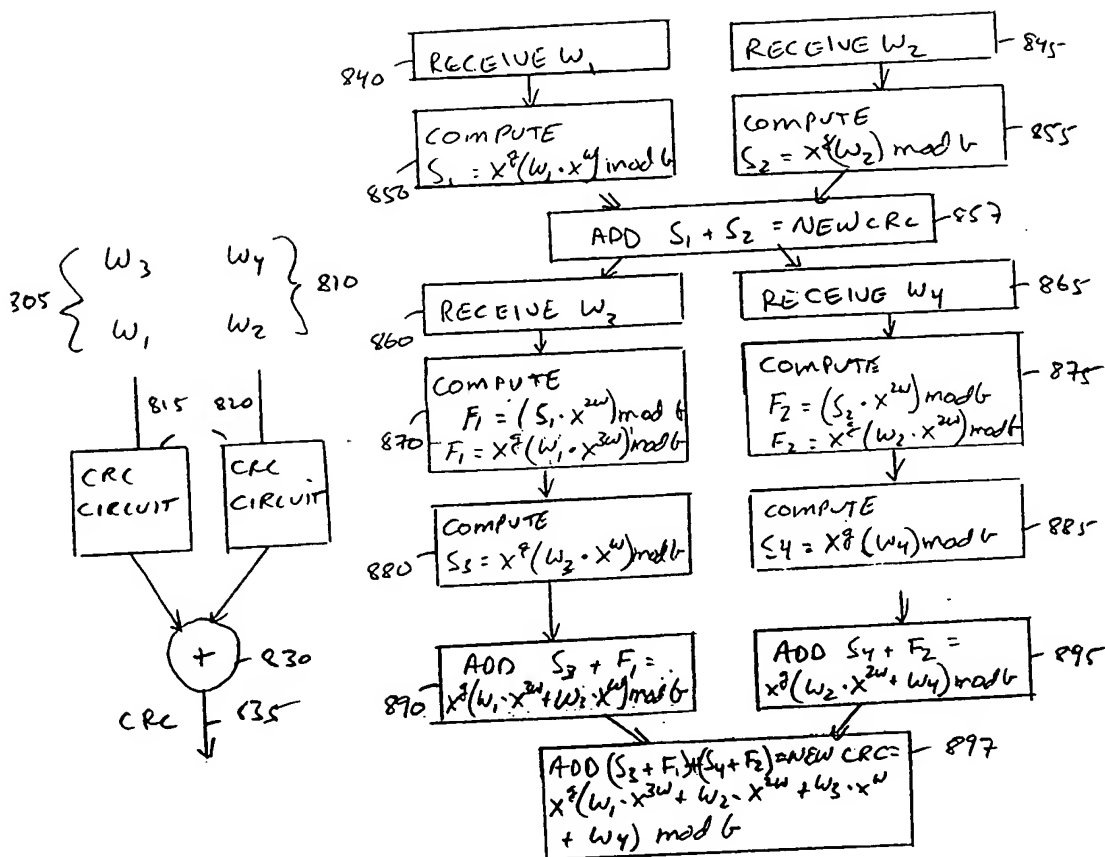 RECEIVE W₁
840
RECEIVE W₂
845
COMPUTE
S₁ = X^g(W₁·X^W) mod G
850
COMPUTE
S₂ = X^g(W₂) mod G
855
ADD S₁ + S₂ = NEW CRC
857
305
W₃ W₄
W₁ W₂
810
815 820
CRC
CIRCUIT
CRC
CIRCUIT
+
830
CRC
835
RECEIVE W₃
860
RECEIVE W₄
865
COMPUTE
F₁ = (S₁·X^2W) mod G
F₁ = X^g(W₁·X^3W) mod G
870
COMPUTE
F₂ = (S₂·X^2W) mod G
F₂ = X^g(W₂·X^2W) mod G
875
COMPUTE
S₃ = X^g(W₃·X^W) mod G
880
COMPUTE
S4 = X^g(W₄) mod G
885
ADD S₃ + F₁ =
X^g(W₁·X^3W + W₃·X^W) mod G
890
ADD S₄ + F₂ =
X^g(W₂·X^2W + W₄) mod G
895
ADD (S₃ + F₁) + (S₄ + F₂) = NEW CRC =
X^g(W₁·X^3W + W₂·X^2W + W₃·X^W
+ W₄) mod G
897